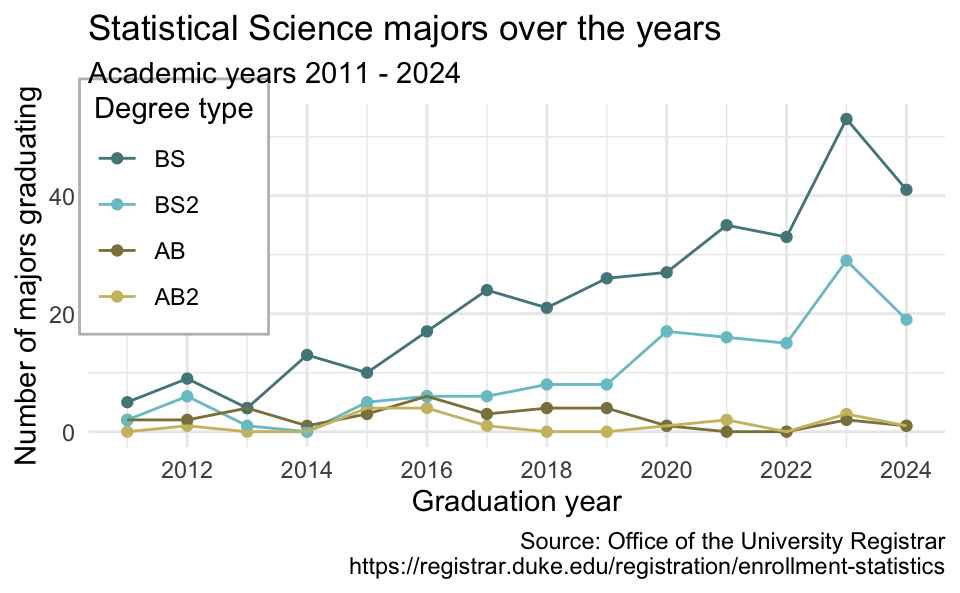 Statistical Science majors over the years
Academic years 2011 - 2024
Number of majors graduating
Degree type
BS
BS2
AB
AB2
40
20
0
2012 2014 2016 2018 2020 2022 2024
Graduation year
Source: Office of the University Registrar
https://registrar.duke.edu/registration/enrollment-statistics